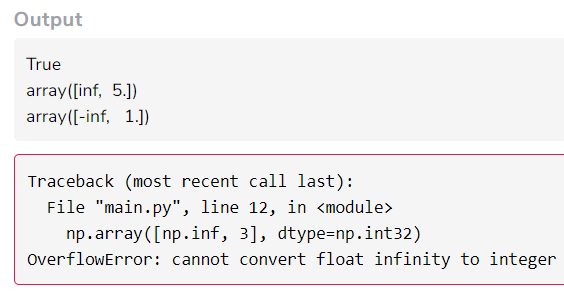 Output
True
array([inf, 5.])
array([-inf, 1.])
Traceback (most recent call last):
File "main.py", line 12, in <module>
np.array([np.inf, 3], dtype=np.int32)
OverflowError: cannot convert float infinity to integer